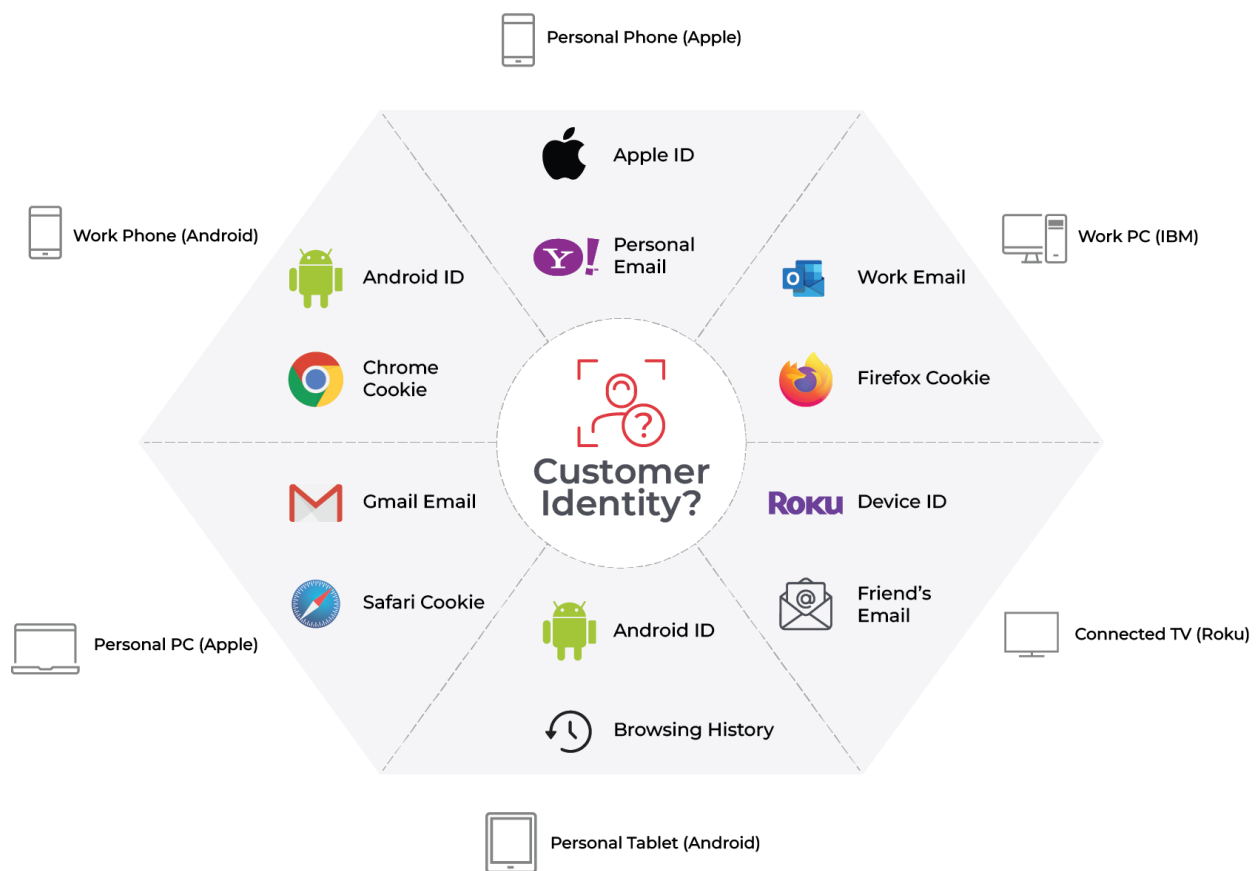 Personal Phone (Apple)
Apple ID
Work Phone (Android)
Y!
Personal
Email
Work PC (IBM)
Android ID
O
Work Email
Chrome
Cookie
Firefox Cookie
?
Customer
Identity?
Gmail Email
ROKU
Device ID
Safari Cookie
@
Friend's
Email
Android ID
Personal PC (Apple)
Connected TV (Roku)
Browsing History
Personal Tablet (Android)